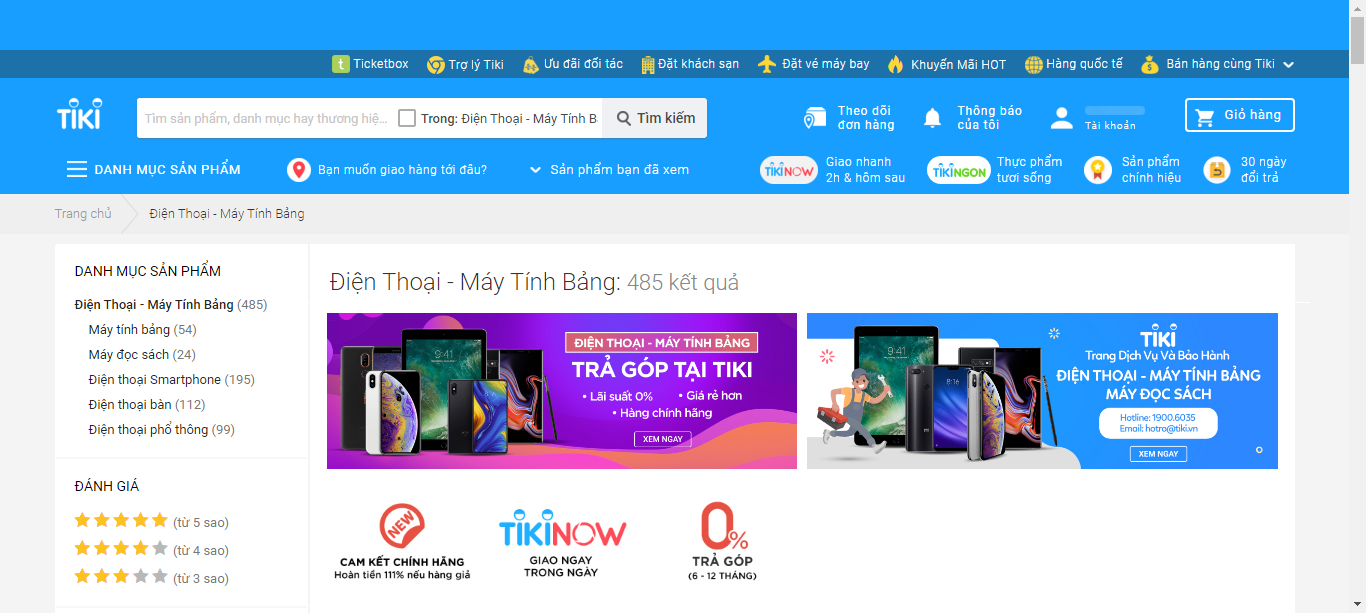 Ticketbox
Trợ lý Tiki
Ưu đãi đối tác
Đặt khách sạn
Đặt vé máy bay
Khuyến Mãi HOT
Hàng quốc tế
Bán hàng cùng Tiki
TIKI
Tìm sản phẩm, danh mục hay thương hiệ...
Trong: Điện Thoại - Máy Tính B
Tìm kiếm
Theo dõi
đơn hàng
Thông báo
của tôi
Tài khoản
Giỏ hàng
DANH MỤC SẢN PHẨM
Bạn muốn giao hàng tới đâu?
Sản phẩm bạn đã xem
TIKINOW
Giao nhanh
2h & hôm sau
TIKINGON
Thực phẩm
tươi sống
Sản phẩm
chính hiệu
30 ngày
đổi trả
Trang chủ
Điện Thoại - Máy Tính Bảng
DANH MỤC SẢN PHẨM
Điện Thoại - Máy Tính Bảng (485)
Máy tính bảng (54)
Máy đọc sách (24)
Điện thoại Smartphone (195)
Điện thoại bàn (112)
Điện thoại phổ thông (99)
ĐÁNH GIÁ
(từ 5 sao)
(từ 4 sao)
(từ 3 sao)
Điện Thoại - Máy Tính Bảng: 485 kết quả
9:41
ĐIỆN THOẠI - MÁY TÍNH BẢNG
TRẢ GÓP TẠI TIKI
• Lãi suất 0% • Giá rẻ hơn
• Hàng chính hãng
XEM NGAY
9:41
8:16
TIKI
Trang Dịch Vụ Và Bảo Hành
ĐIỆN THOẠI - MÁY TÍNH BẢNG
MÁY ĐỌC SÁCH
Hotline: 1900.6035
Email: hotro@tiki.vn
XEM NGAY
NEW
CAM KẾT CHÍNH HÃNG
Hoàn tiền 111% nếu hàng giả
TIKINOW
GIAO NGAY
TRONG NGÀY
0%
TRẢ GÓP
(6 - 12 THÁNG)